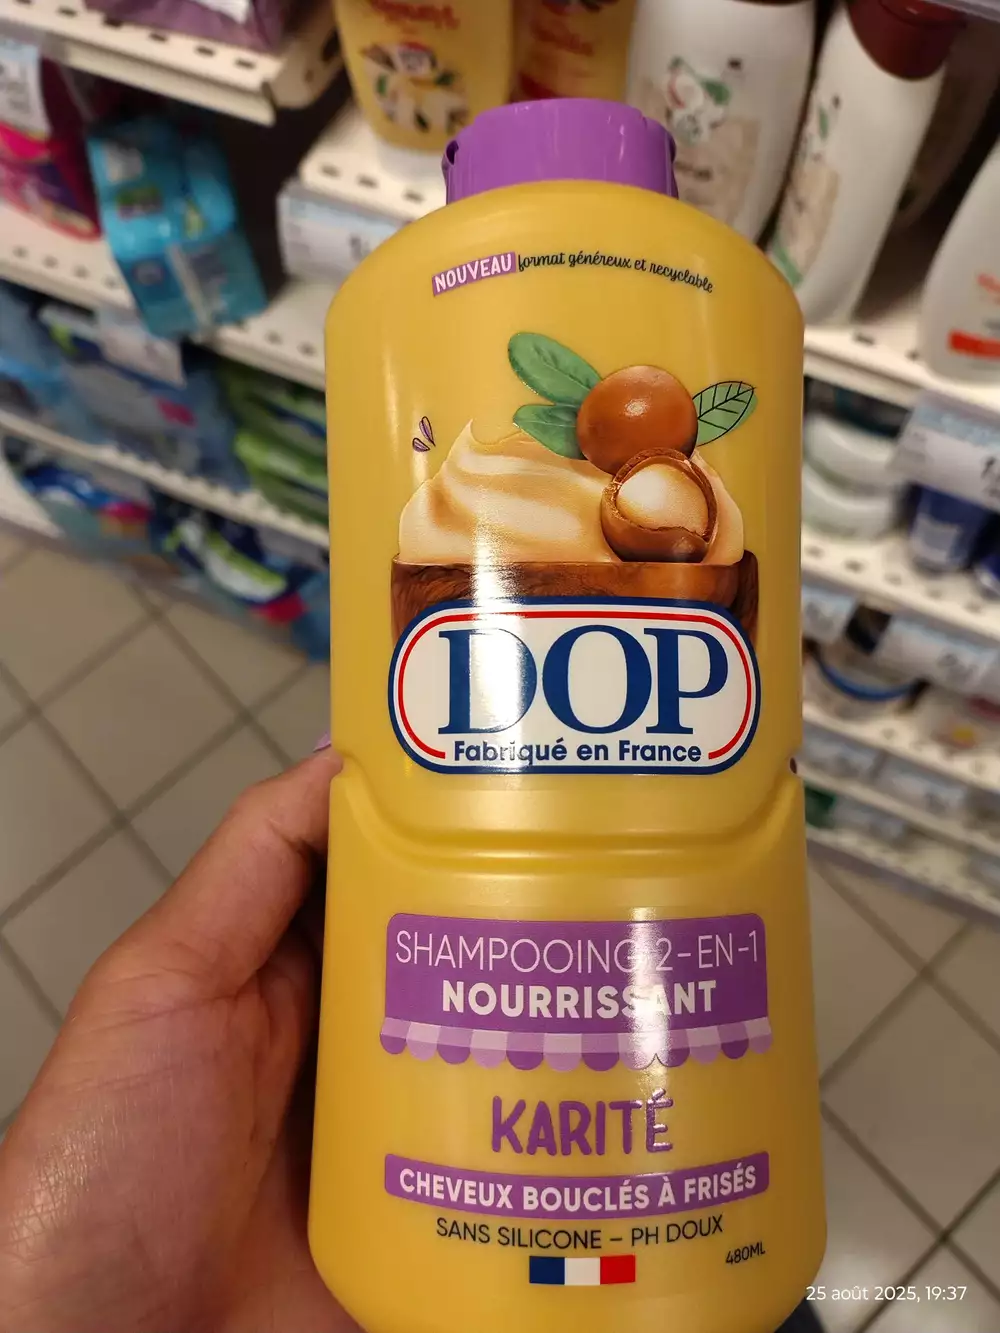 NOUVEAU format généreux et recyclable
DOP
Fabriqué en France
SHAMPOOING 2-EN-1
NOURRISSANT
KARITÉ
CHEVEUX BOUCLÉS À FRISÉS
SANS SILICONE – PH DOUX
480ML
25 août 2025, 19:37